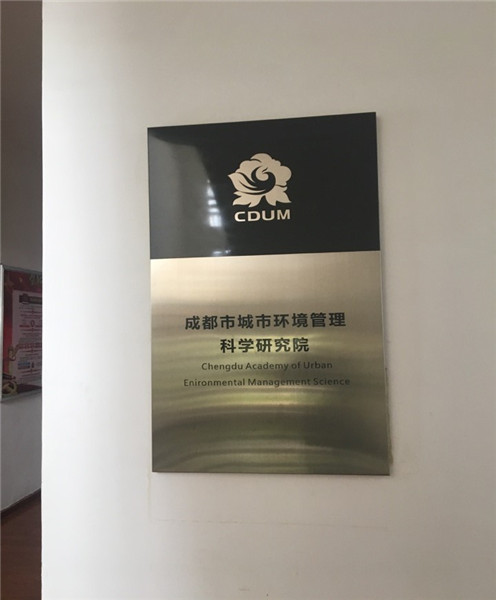 CDUM
成都市城市环境管理
科学研究院
Chengdu Academy of Urban
Enironmental Management Science